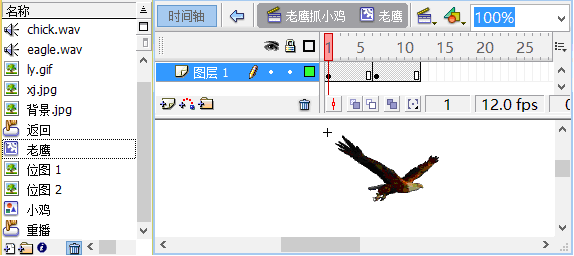 名称
chick.wav
eagle.wav
ly.gif
xj.jpg
背景.jpg
返回
老鹰
位图 1
位图 2
小鸡
重播
时间轴 老鹰抓小鸡 老鹰 100%
1 5 10 15 20 25
图层 1
1 12.0 fps